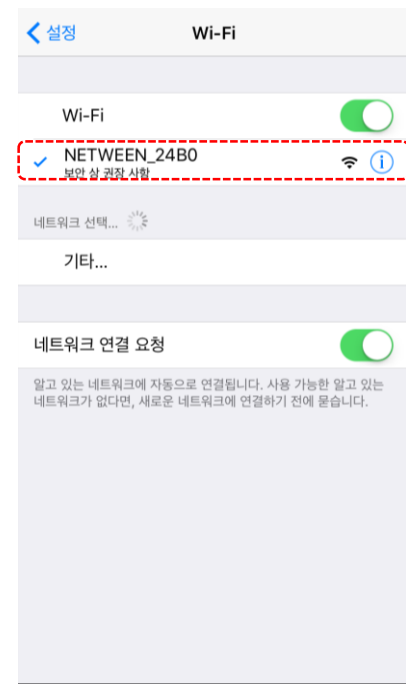 설정
Wi-Fi
Wi-Fi
NETWEEN_24B0
보안 상 권장 사항
네트워크 선택...
기타...
네트워크 연결 요청
알고 있는 네트워크에 자동으로 연결됩니다. 사용 가능한 알고 있는
네트워크가 없다면, 새로운 네트워크에 연결하기 전에 묻습니다.